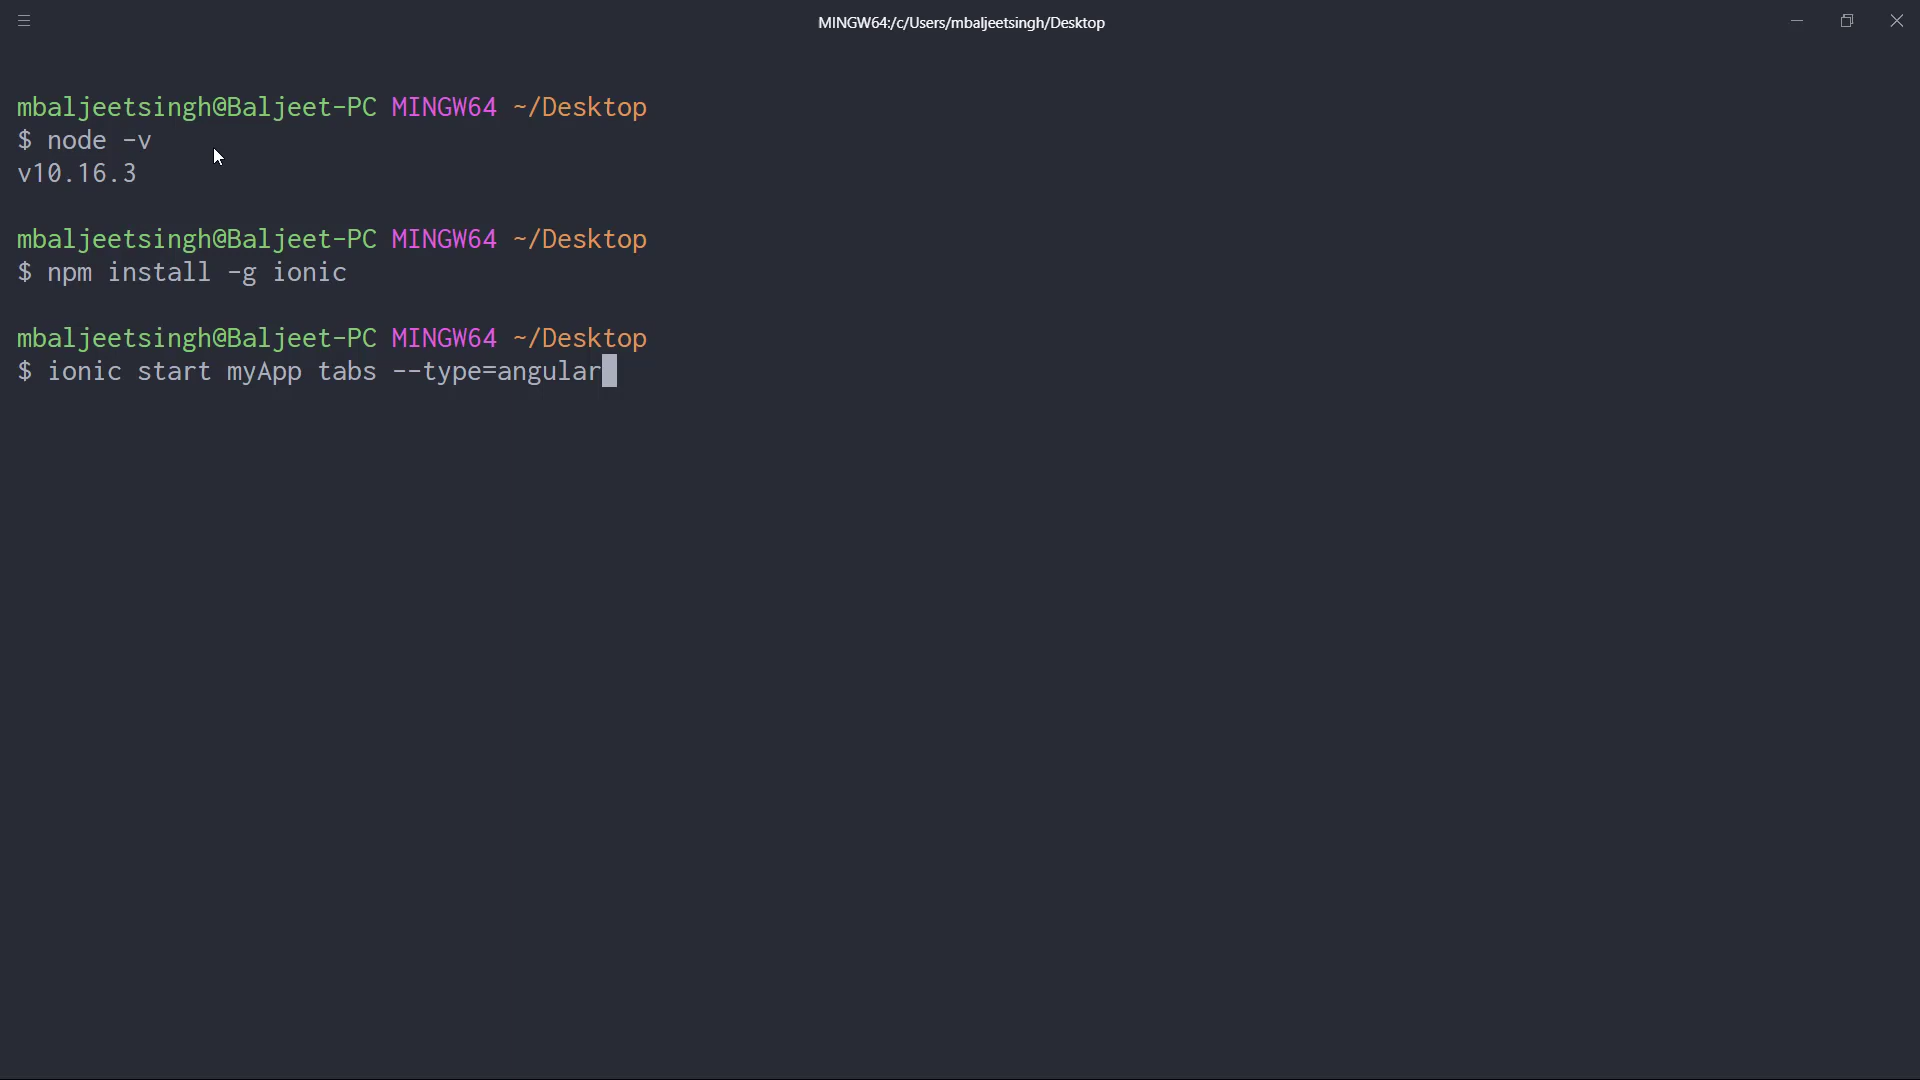 MINGW64:/c/Users/mbaljeetsingh/Desktop
mbaljeetsingh@Baljeet-PC MINGW64 ~/Desktop
$ node -v
v10.16.3
mbaljeetsingh@Baljeet-PC MINGW64 ~/Desktop
$ npm install -g ionic
mbaljeetsingh@Baljeet-PC MINGW64 ~/Desktop
$ ionic start myApp tabs --type=angular